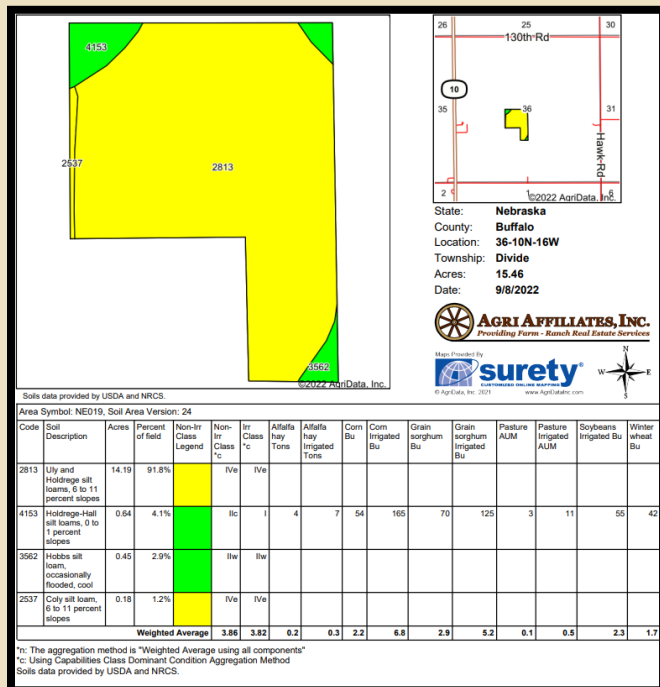 4153
2537
2813
3562
©2022 AgriData, Inc.
Soils data provided by USDA and NRCS.
26 25 30
130th Rd
10
35 36 31
Hawk Rd
2 1 6
©2022 AgriData, Inc.
State: Nebraska
County: Buffalo
Location: 36-10N-16W
Township: Divide
Acres: 15.46
Date: 9/8/2022
AGRI AFFILIATES, INC.
Providing Farm - Ranch Real Estate Services
Maps Provided By
surety®
CUSTOMIZED ONLINE MAPPING
© AgriData, Inc. 2021 www.AgriDataInc.com
N
W E
S
Area Symbol: NE019, Soil Area Version: 24
Code Soil Description Acres Percent of field Non-Irr Class Legend Non-Irr Class *c Irr Class *c Alfalfa hay Tons Alfalfa hay Irrigated Tons Corn Bu Corn Irrigated Bu Grain sorghum Bu Grain sorghum Irrigated Bu Pasture AUM Pasture Irrigated AUM Soybeans Irrigated Bu Winter wheat Bu
2813 Uly and Holdrege silt loams, 6 to 11 percent slopes 14.19 91.8% IVe IVe
4153 Holdrege-Hall silt loams, 0 to 1 percent slopes 0.64 4.1% IIc I 4 7 54 165 70 125 3 11 55 42
3562 Hobbs silt loam, occasionally flooded, cool 0.45 2.9% IIw IIw
2537 Coly silt loam, 6 to 11 percent slopes 0.18 1.2% IVe IVe
Weighted Average 3.86 3.82 0.2 0.3 2.2 6.8 2.9 5.2 0.1 0.5 2.3 1.7
*n: The aggregation method is "Weighted Average using all components"
*c: Using Capabilities Class Dominant Condition Aggregation Method
Soils data provided by USDA and NRCS.